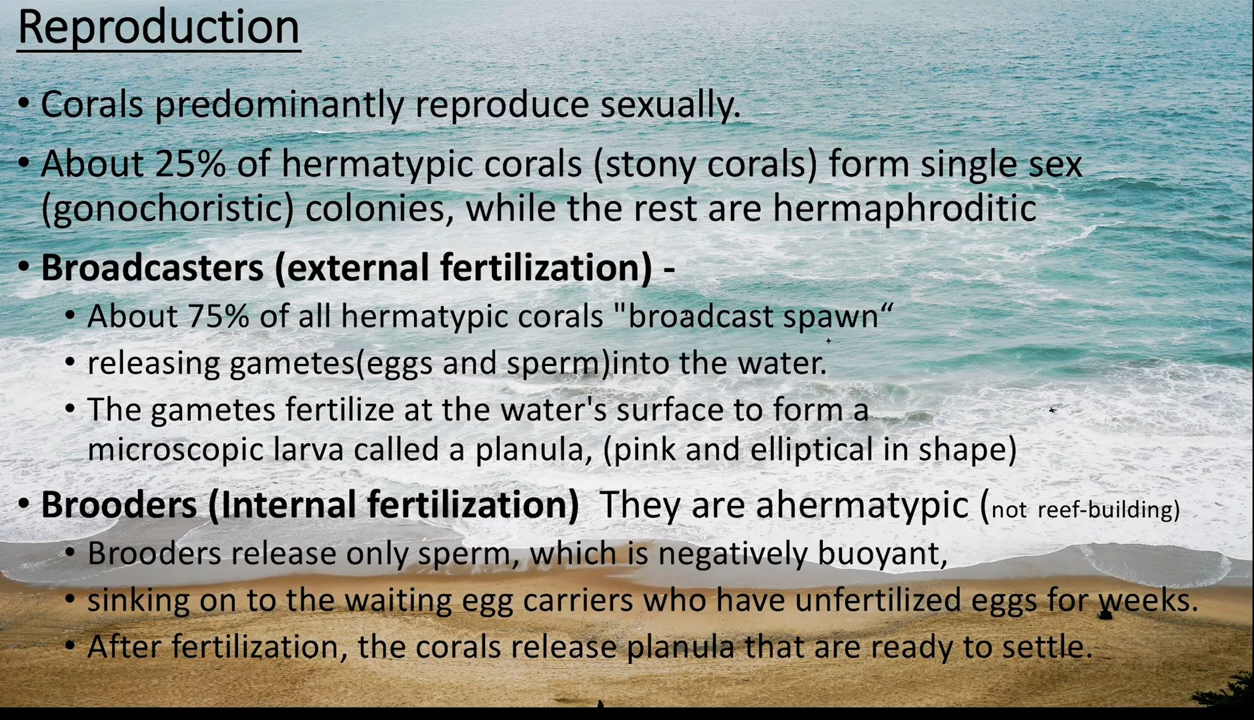 Reproduction
• Corals predominantly reproduce sexually.
• About 25% of hermatypic corals (stony corals) form single sex
(gonochoristic) colonies, while the rest are hermaphroditic
• Broadcasters (external fertilization) -
• About 75% of all hermatypic corals "broadcast spawn“
• releasing gametes(eggs and sperm)into the water.
• The gametes fertilize at the water's surface to form a
microscopic larva called a planula, (pink and elliptical in shape)
• Brooders (Internal fertilization) They are ahermatypic (not reef-building)
• Brooders release only sperm, which is negatively buoyant,
• sinking on to the waiting egg carriers who have unfertilized eggs for weeks.
• After fertilization, the corals release planula that are ready to settle.